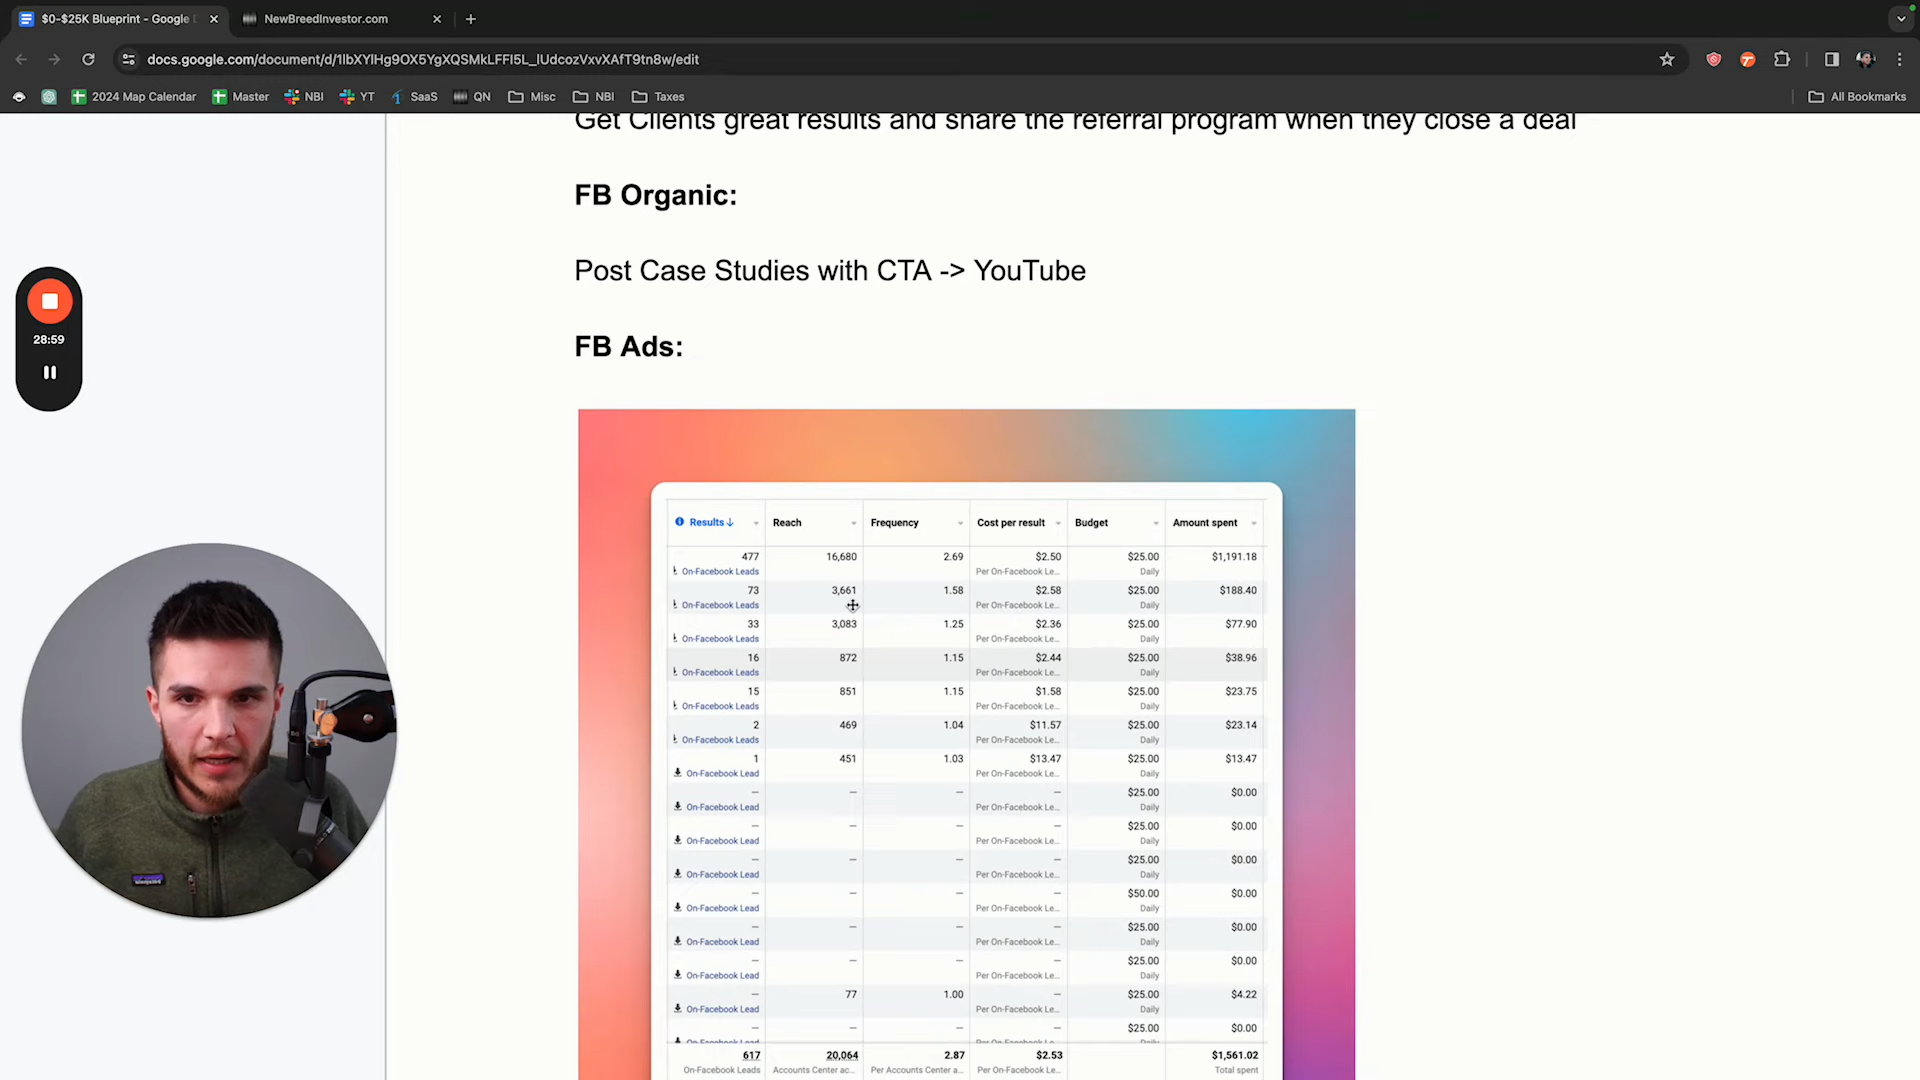 $0-$25K Blueprint - Google D
NewBreedInvestor.com
docs.google.com/document/d/1lbXYlHg9OX5YgXQSMkLFFI5L_lUdcozVxvXAfT9tn8w/edit
2024 Map Calendar Master NBI YT SaaS QN Misc NBI Taxes All Bookmarks
Get Clients great results and share the referral program when they close a deal
FB Organic:
Post Case Studies with CTA -> YouTube
FB Ads:
28:59
Results Reach Frequency Cost per result Budget Amount spent
477 16,680 2.69 $2.50 $25.00 $1,191.18
On-Facebook Leads Per On-Facebook Le... Daily
73 3,661 1.58 $2.58 $25.00 $188.40
On-Facebook Leads Per On-Facebook Le... Daily
33 3,083 1.25 $2.36 $25.00 $77.90
On-Facebook Leads Per On-Facebook Le... Daily
16 872 1.15 $2.44 $25.00 $38.96
On-Facebook Leads Per On-Facebook Le... Daily
15 851 1.15 $1.58 $25.00 $23.75
On-Facebook Leads Per On-Facebook Le... Daily
2 469 1.04 $11.57 $25.00 $23.14
On-Facebook Leads Per On-Facebook Le... Daily
1 451 1.03 $13.47 $25.00 $13.47
On-Facebook Lead Per On-Facebook Le... Daily
— — — — $25.00 $0.00
On-Facebook Lead Per On-Facebook Le... Daily
— — — — $25.00 $0.00
On-Facebook Lead Per On-Facebook Le... Daily
— — — — $25.00 $0.00
On-Facebook Lead Per On-Facebook Le... Daily
— — — — $50.00 $0.00
On-Facebook Lead Per On-Facebook Le... Daily
— — — — $25.00 $0.00
On-Facebook Lead Per On-Facebook Le... Daily
— — — — $25.00 $0.00
On-Facebook Lead Per On-Facebook Le... Daily
— 77 1.00 — $25.00 $4.22
On-Facebook Lead Per On-Facebook Le... Daily
— — — — $25.00 $0.00
617 20,064 2.87 $2.53 $1,561.02
On-Facebook Leads Accounts Center ac... Per Accounts Center a... Per On-Facebook Le... Total spent